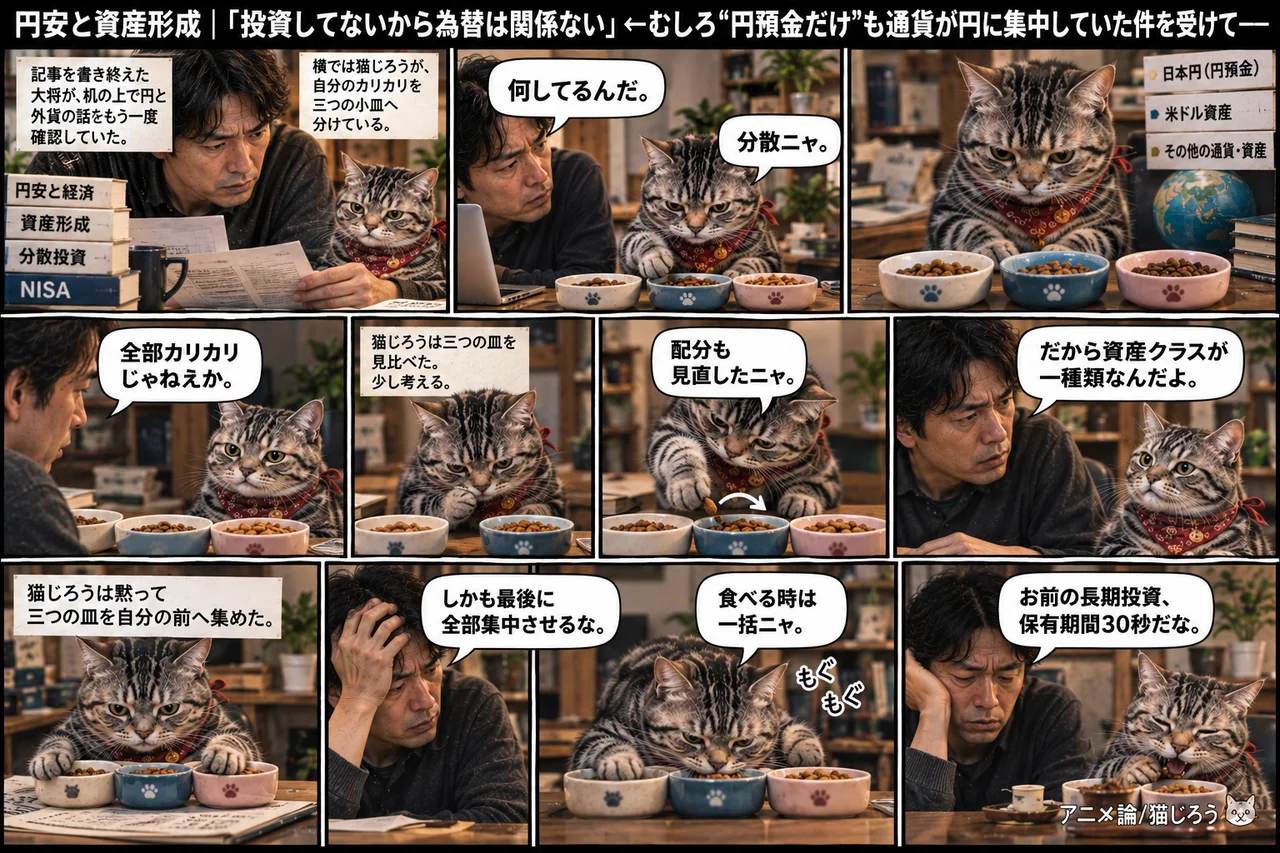 円安と資産形成｜「投資してないから為替は関係ない」←むしろ“円預金だけ”も通貨が円に集中していた件を受けて──
記事を書き終えた
大将が、机の上で円と
外貨の話をもう一度
確認していた。
横では猫じろうが、
自分のカリカリを
三つの小皿へ
分けている。
円安と経済
資産形成
分散投資
NISA
何してるんだ。
分散ニャ。
日本円(円預金)
米ドル資産
その他の通貨・資産
全部カリカリ
じゃねえか。
猫じろうは三つの皿を
見比べた。
少し考える。
配分も
見直したニャ。
だから資産クラスが
一種類なんだよ。
猫じろうは黙って
三つの皿を自分の前へ集めた。
しかも最後に
全部集中させるな。
食べる時は
一括ニャ。
もぐ
もぐ
お前の長期投資、
保有期間30秒だな。
アニメ論/猫じろう